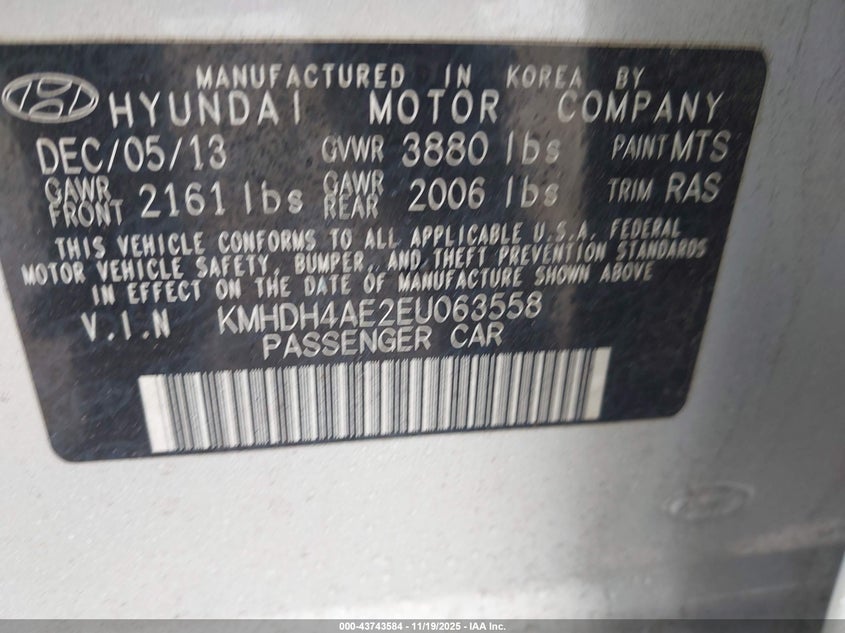 MANUFACTURED IN KOREA BY
HYUNDAI MOTOR COMPANY
DEC/05/13 GVWR 3880 lbs PAINT MTS
GAWR FRONT 2161 lbs GAWR REAR 2006 lbs TRIM RAS
THIS VEHICLE CONFORMS TO ALL APPLICABLE U.S.A. FEDERAL
MOTOR VEHICLE SAFETY, BUMPER, AND THEFT PREVENTION STANDARDS
IN EFFECT ON THE DATE OF MANUFACTURE SHOWN ABOVE
V.I.N KMHDH4AE2EU063558
PASSENGER CAR
000-43743584 - 11/19/2025 - IAA Inc.